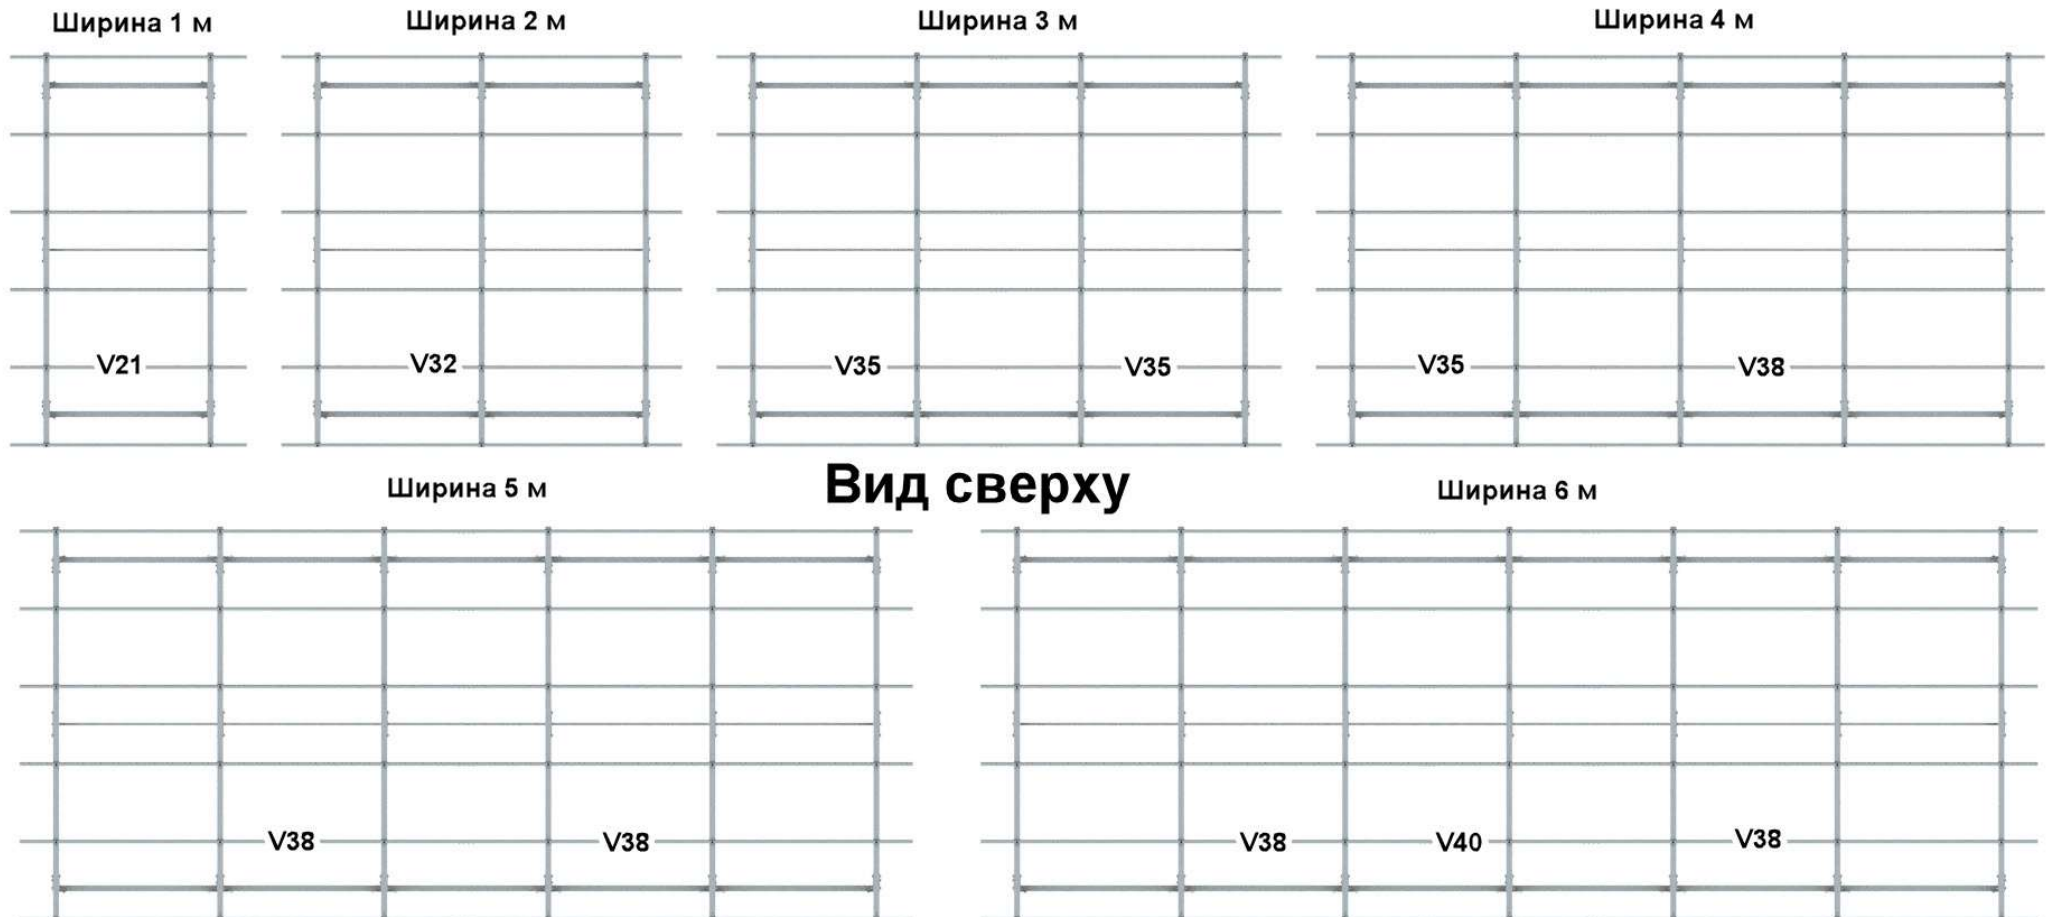 Ширина 1 м
Ширина 2 м
Ширина 3 м
Ширина 4 м
V21
V32
V35
V35
V35
V38
Вид сверху
Ширина 5 м
Ширина 6 м
V38
V38
V38
V40
V38